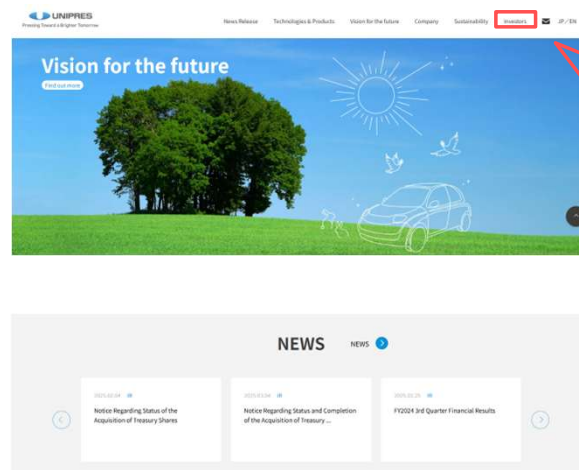 UNIPRES
Pressing Toward a Brighter Tomorrow
News Release Technologies & Products Vision for the future Company Sustainability Investors JP/EN
Vision for the future
Find out more
NEWS
NEWS
Notice Regarding Status of the
Acquisition of Treasury Shares
Notice Regarding Status and Completion
of the Acquisition of Treasury ...
FY2024 3rd Quarter Financial Results